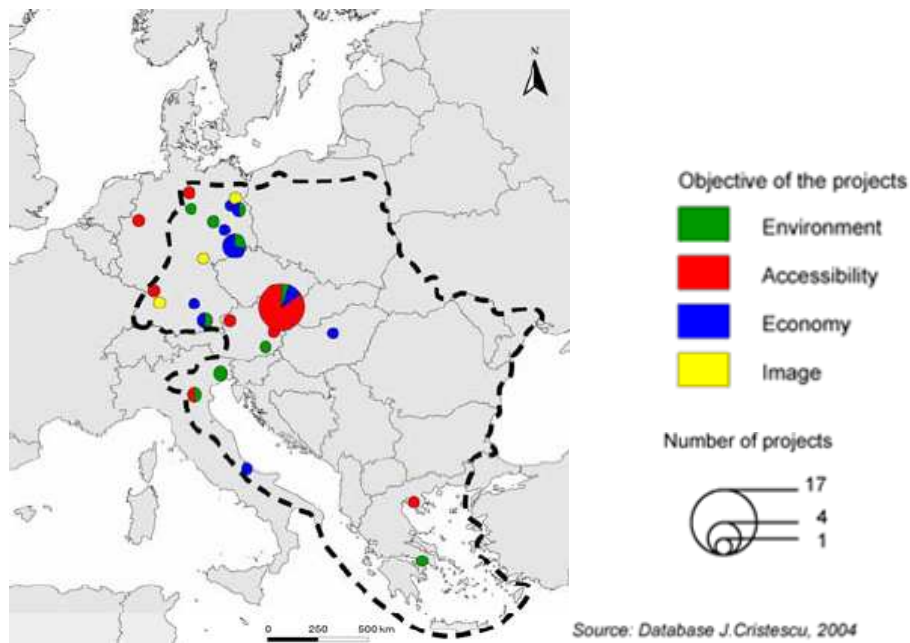 N
Objective of the projects
Environment
Accessibility
Economy
Image
Number of projects
17
4
1
0 250 500 km
Source: Database J.Cristescu, 2004